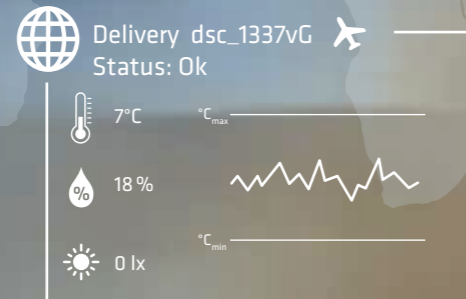 Delivery dsc_1337vG
Status: Ok
7°C
°Cmax
%
18 %
°Cmin
0 lx